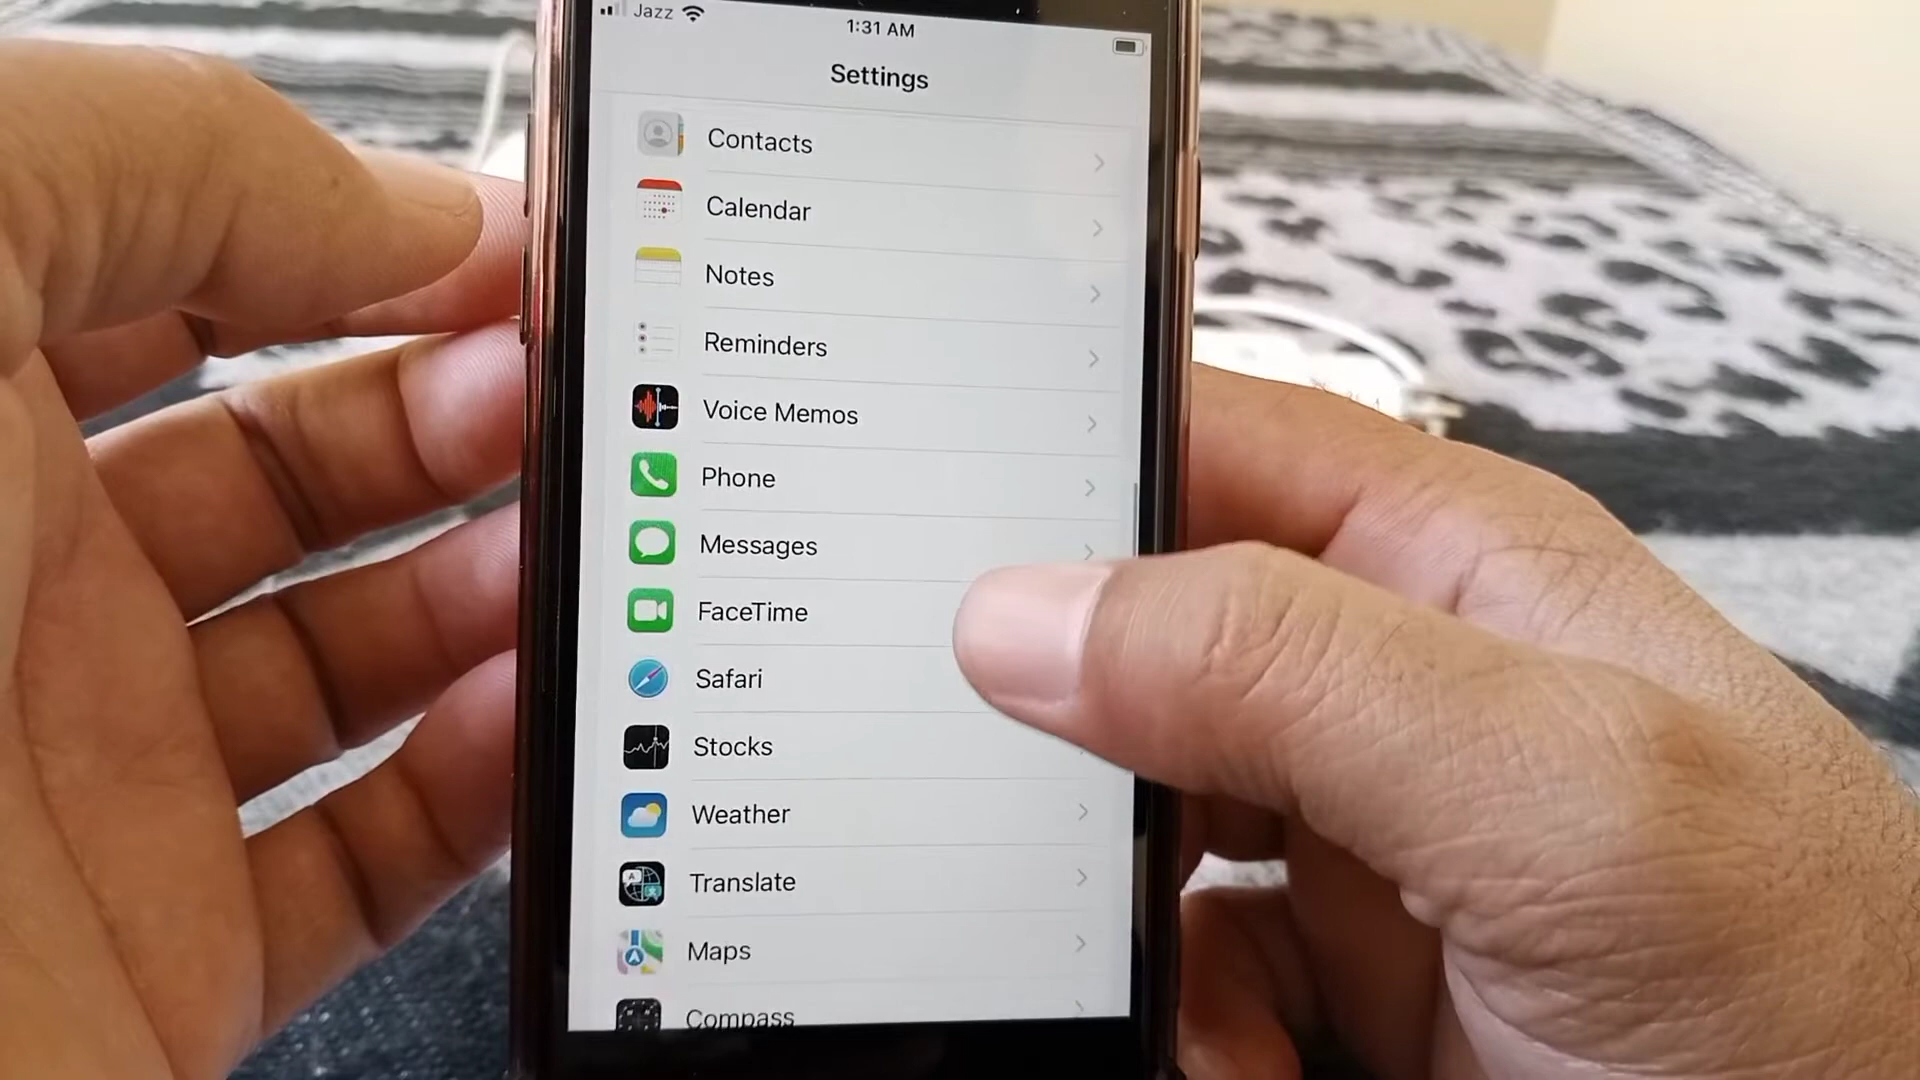 Jazz
1:31 AM
Settings
Contacts
Calendar
Notes
Reminders
Voice Memos
Phone
Messages
FaceTime
Safari
Stocks
Weather
Translate
Maps
Compass